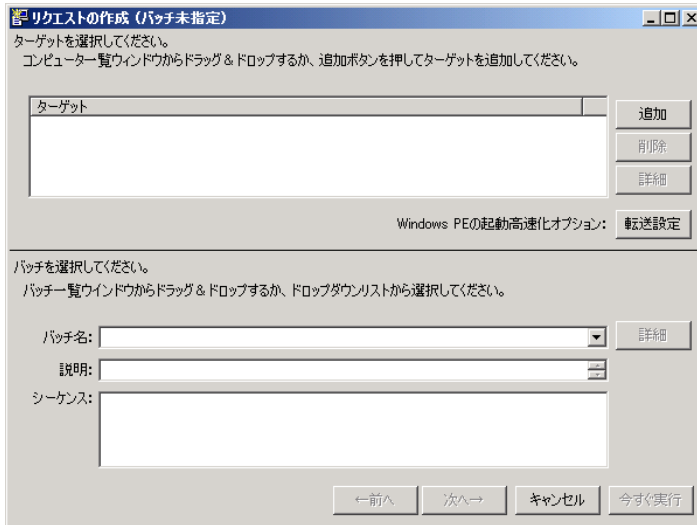 リクエストの作成 (バッチ未指定)
ターゲットを選択してください。
コンピューター覧ウィンドウからドラッグ&ドロップするか、追加ボタンを押してターゲットを追加してください。
ターゲット
追加
削除
詳細
Windows PEの起動高速化オプション: 転送設定
バッチを選択してください。
バッチ一覧ウインドウからドラッグ&ドロップするか、ドロップダウンリストから選択してください。
バッチ名: 詳細
説明:
シーケンス:
←前へ 次へ→ キャンセル 今すぐ実行